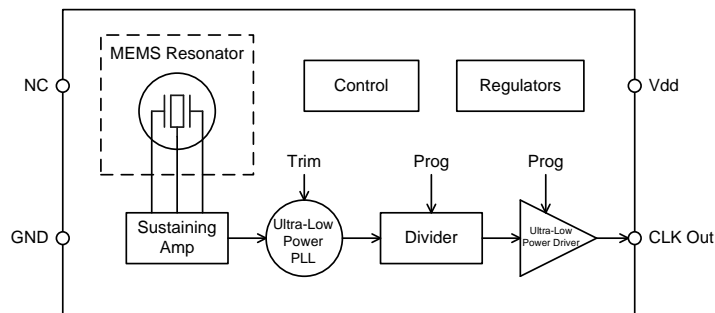 MEMS Resonator
NC
Control
Regulators
Vdd
Trim
Prog
Prog
GND
Sustaining
Amp
Ultra-Low
Power
PLL
Divider
Ultra-Low
Power Driver
CLK Out